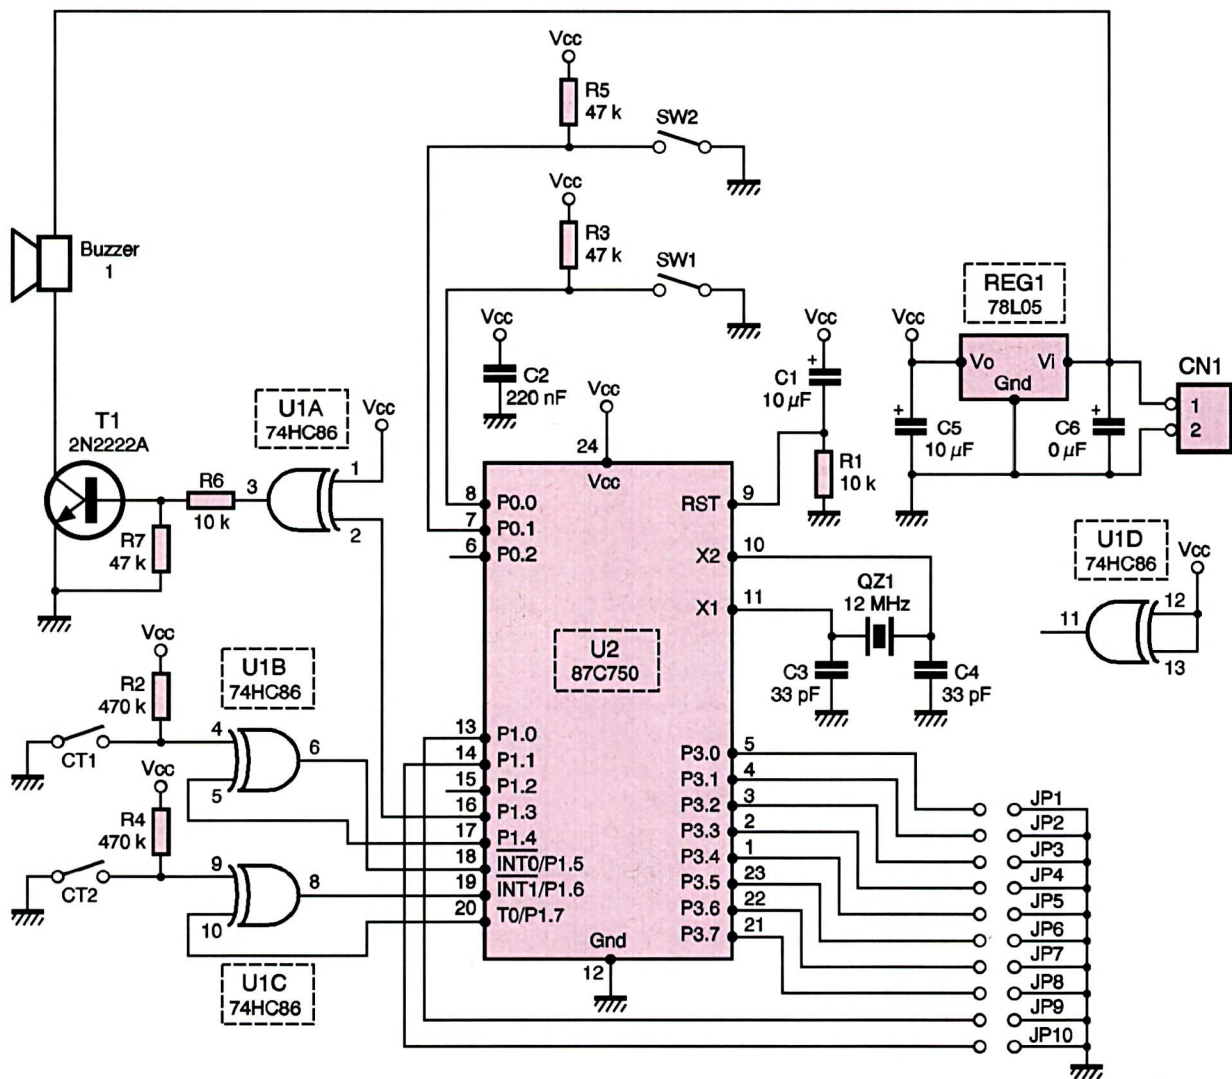 Vcc
R5
47 k
SW2
Vcc
R3
47 k
SW1
Buzzer
1
REG1
78L05
Vcc
Vo
Vi
Gnd
CN1
1
2
C5
10 µF
C6
0 µF
Vcc
C1
10 µF
R1
10 k
Vcc
C2
220 nF
Vcc
24
Vcc
T1
2N2222A
U1A
74HC86
Vcc
1
2
3
R6
10 k
R7
47 k
8
P0.0
7
P0.1
6
P0.2
RST
9
X2
10
X1
11
QZ1
12 MHz
C3
33 pF
C4
33 pF
U1D
74HC86
Vcc
11
12
13
U2
87C750
Vcc
R2
470 k
U1B
74HC86
CT1
4
5
6
Vcc
R4
470 k
CT2
9
10
8
U1C
74HC86
13
P1.0
14
P1.1
15
P1.2
16
P1.3
17
P1.4
18
INT0/P1.5
19
INT1/P1.6
20
T0/P1.7
Gnd
12
P3.0
5
P3.1
4
P3.2
3
P3.3
2
P3.4
1
P3.5
23
P3.6
22
P3.7
21
JP1
JP2
JP3
JP4
JP5
JP6
JP7
JP8
JP9
JP10